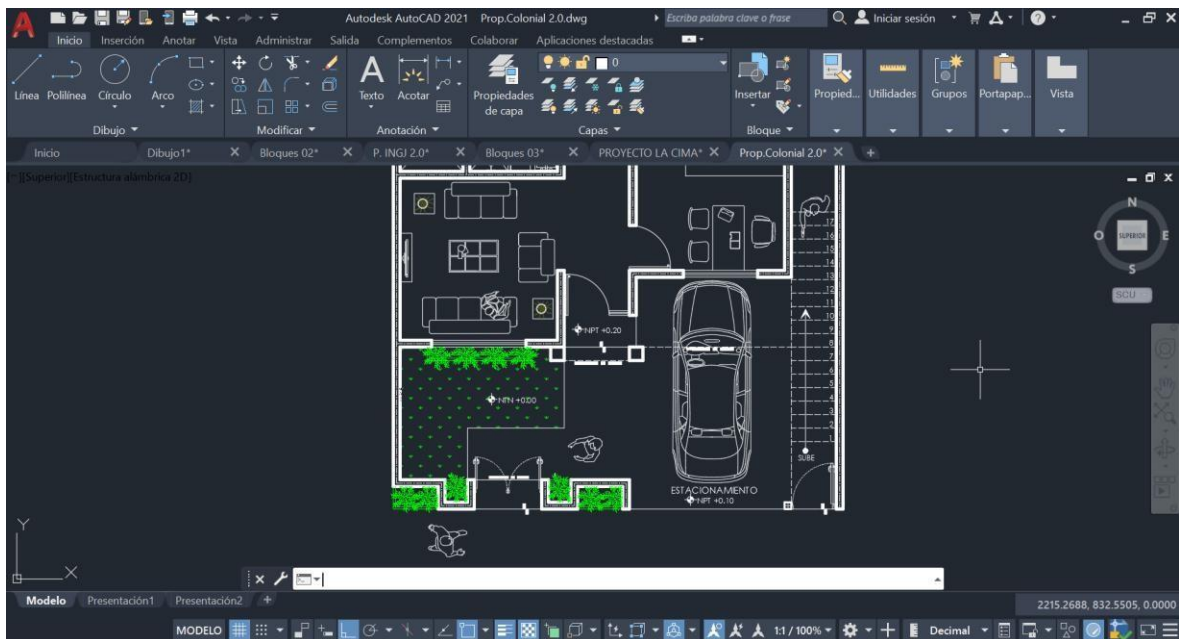 Autodesk AutoCAD 2021 Prop.Colonial 2.0.dwg Escriba palabra clave o frase Iniciar sesión
Inicio Inserción Anotar Vista Administrar Salida Complementos Colaborar Aplicaciones destacadas
0
Línea Polilínea Círculo Arco Texto Acotar Propiedades de capa Insertar Propied... Utilidades Grupos Portapap... Vista
Dibujo Modificar Anotación Capas Bloque
Inicio Dibujo1* Bloques 02* P. INGJ 2.0* Bloques 03* PROYECTO LA CIMA* Prop.Colonial 2.0*
[Superior][Estructura alámbrica 2D]
N
O SUPERIOR E
S
SCU
17
16
15
14
13
12
11
10
9
8
7
6
5
4
3
2
1
NPT +0.20
NTN +0.00
SUBE
ESTACIONAMIENTO
NPT +0.10
Y
X
Modelo Presentación1 Presentación2
2215.2688, 832.5505, 0.0000
MODELO 1:1 / 100% Decimal